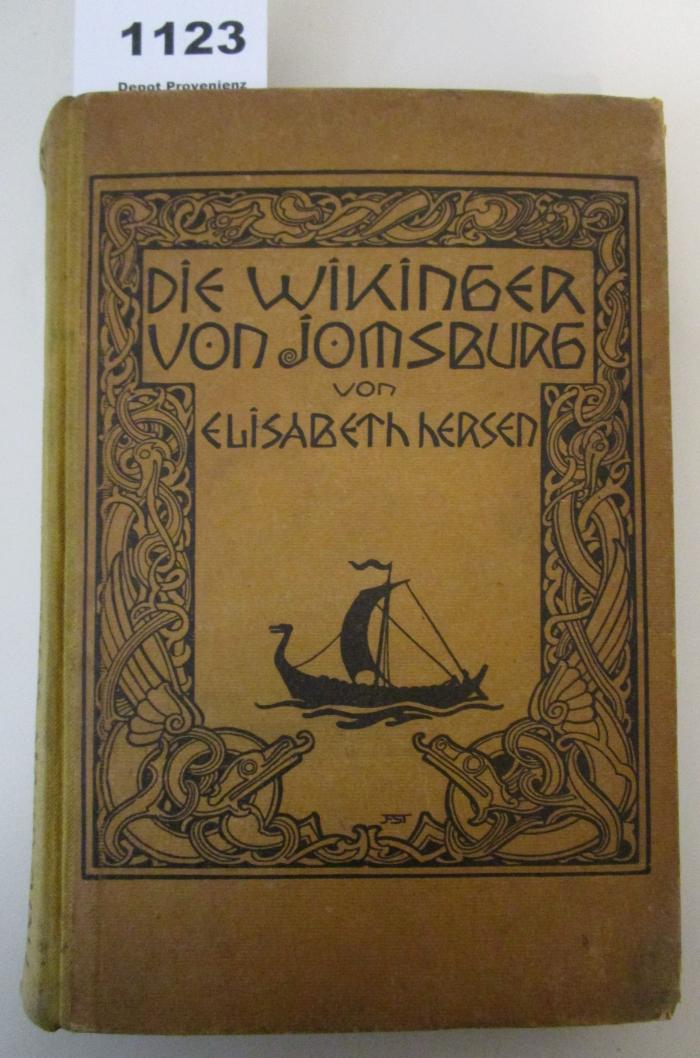 1123
Depot Provenienz
DIE WIKINGER
VON JOMSBURG
VON
ELISABETH HERSEN